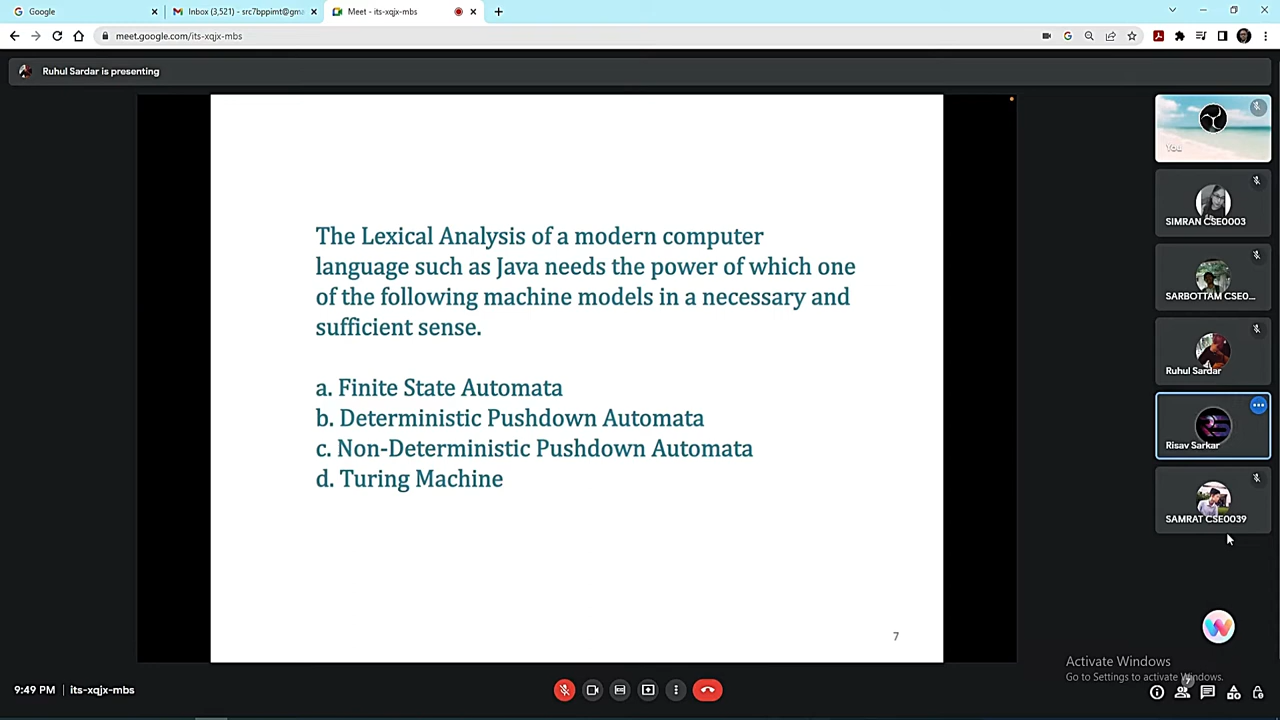 Google
Inbox (3,521) - src7bppimt@gma
Meet - its-xqjx-mbs
meet.google.com/its-xqjx-mbs
Ruhul Sardar is presenting
The Lexical Analysis of a modern computer
language such as Java needs the power of which one
of the following machine models in a necessary and
sufficient sense.
a. Finite State Automata
b. Deterministic Pushdown Automata
c. Non-Deterministic Pushdown Automata
d. Turing Machine
7
You
SIMRAN CSE0003
SARBOTTAM CSE0...
Ruhul Sardar
Risav Sarkar
SAMRAT CSE0039
Activate Windows
Go to Settings to activate Windows.
9:49 PM | its-xqjx-mbs
7